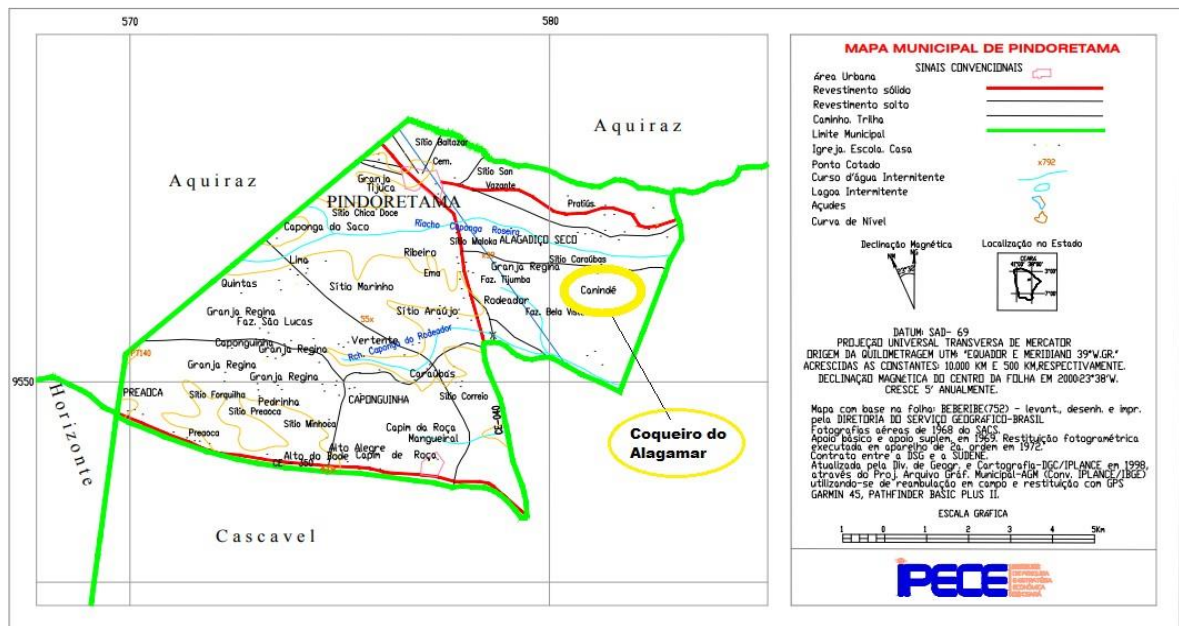 570
580
9550
Aquiraz
Aquiraz
Horizonte
Cascavel
Sítio Baltazar
Cem.
Sítio San
Vazante
Granja
Tijuca
PINDORETAMA
Pratiús.
Sítio Chica Doce
Caponga do Saco
Riacho Caponga Roseira
Sítio Maloka
ALAGADIÇO SECO
Lima
Ribeiro
Sítio Caraúbas
Granja Regina
Ema
Faz. Tijumba
Quintas
Sítio Marinho
Canindé
Rodeador
Granja Regina
Faz. São Lucas
Sítio Araújo
Faz. Bela Vista
55x
Rch. Caponga do Rodeador
Caponguinha
Granja Regina
Vertente
Granja Regina
Granja Regina
Caraúbas
PREAOCA
Sítio Forquilha
Pedrinha
CAPONGUINHA
Sítio Correio
Sítio Preaoca
Sítio Minhoca
CE-040
Preaoca
Capim da Roça
Mangueiral
Alto Alegre
Alto do Bode
Capim de Roça
CE
Coqueiro do
Alagamar
MAPA MUNICIPAL DE PINDORETAMA
SINAIS CONVENCIONAIS
Área Urbana
Revestimento sólido
Revestimento solto
Caminho. Trilha
Limite Municipal
Igreja. Escola. Casa
Ponto Cotado
x792
Curso d'água Intermitente
Lagoa Intermitente
Açudes
Curva de Nível
Declinação Magnética
NM
NG
Localização no Estado
CEARÁ
3°00'
7°00'
DATUM: SAD- 69
PROJEÇÃO UNIVERSAL TRANSVERSA DE MERCATOR
ORIGEM DA QUILOMETRAGEM UTM: "EQUADOR E MERIDIANO 39°W.GR."
ACRESCIDAS AS CONSTANTES: 10.000 KM E 500 KM,RESPECTIVAMENTE.
DECLINAÇÃO MAGNÉTICA DO CENTRO DA FOLHA EM 2000:23°38'W.
CRESCE 5' ANUALMENTE.
Mapa com base na folha: BEBERIBE(752) - levant., desenh. e impr.
pela DIRETORIA DO SERVIÇO GEOGRÁFICO-BRASIL
Fotografias aéreas de 1968 do SACS.
Apoio básico e apoio suplem. em 1969. Restituição fotogramétrica
executada em aparelho de 2a. ordem em 1972.
Contrato entre a DSG e a SUDENE.
Atualizada pela Div. de Geogr. e Cartografia-DGC/IPLANCE em 1998,
através do Proj. Arquivo Gráf. Municipal-AGM (Conv. IPLANCE/IBGE)
utilizando-se de reambulação em campo e restituição com GPS
GARMIN 45, PATHFINDER BASIC PLUS II.
ESCALA GRÁFICA
1 0 1 2 3 4 5Km
IPECE